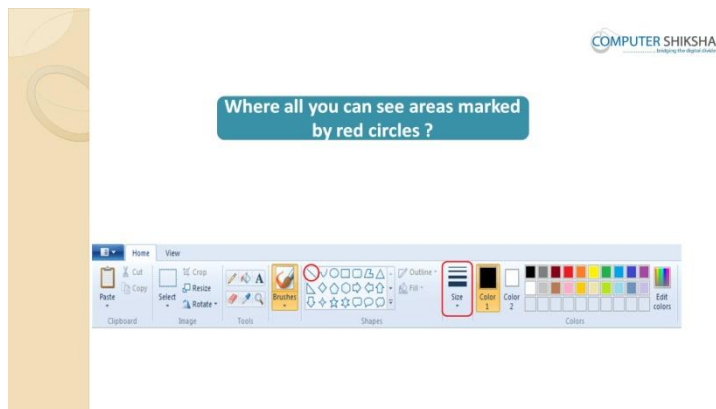 COMPUTER SHIKSHA
bridging the digital divide
Where all you can see areas marked
by red circles ?
Home View
Paste
Cut
Copy
Clipboard
Select
Crop
Resize
Rotate
Image
A
Tools
Brushes
Outline
Fill
Shapes
Size
Color
1
Color
2
Edit
colors
Colors